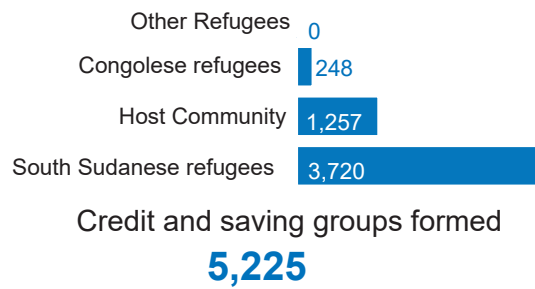 Other Refugees 0
Congolese refugees 248
Host Community 1,257
South Sudanese refugees 3,720
Credit and saving groups formed
5,225